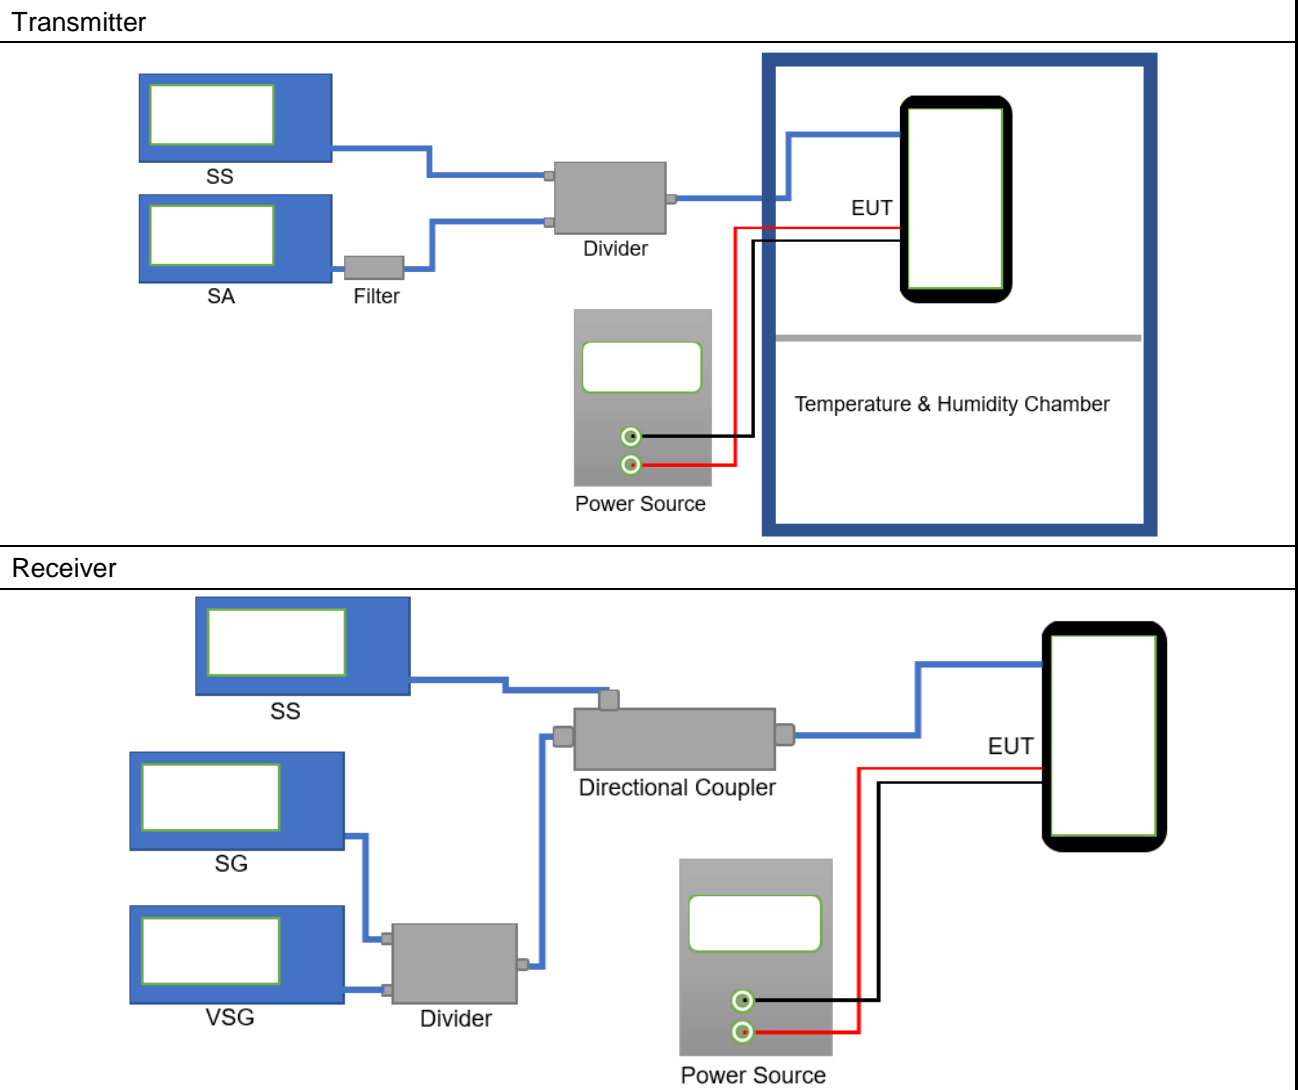 Transmitter
SS
EUT
Divider
SA
Filter
Temperature & Humidity Chamber
Power Source
Receiver
SS
EUT
Directional Coupler
SG
VSG
Divider
Power Source